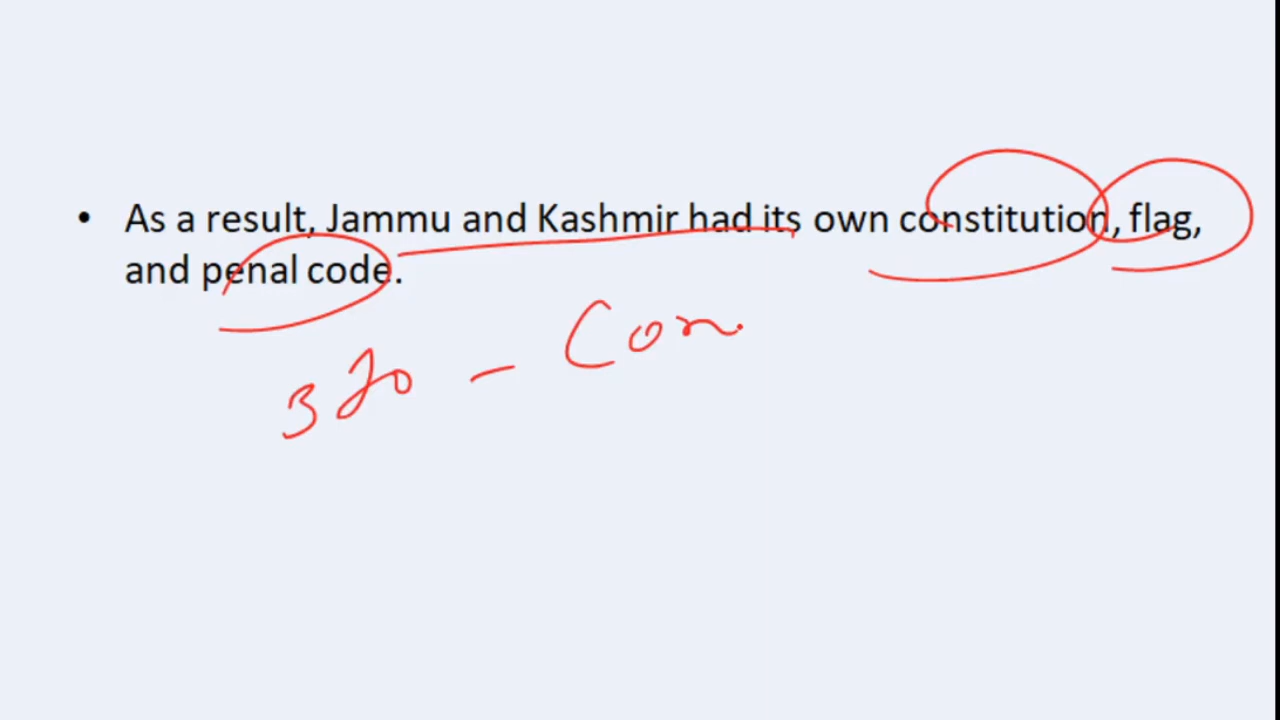 • As a result, Jammu and Kashmir had its own constitution, flag,
and penal code.
370 - Con